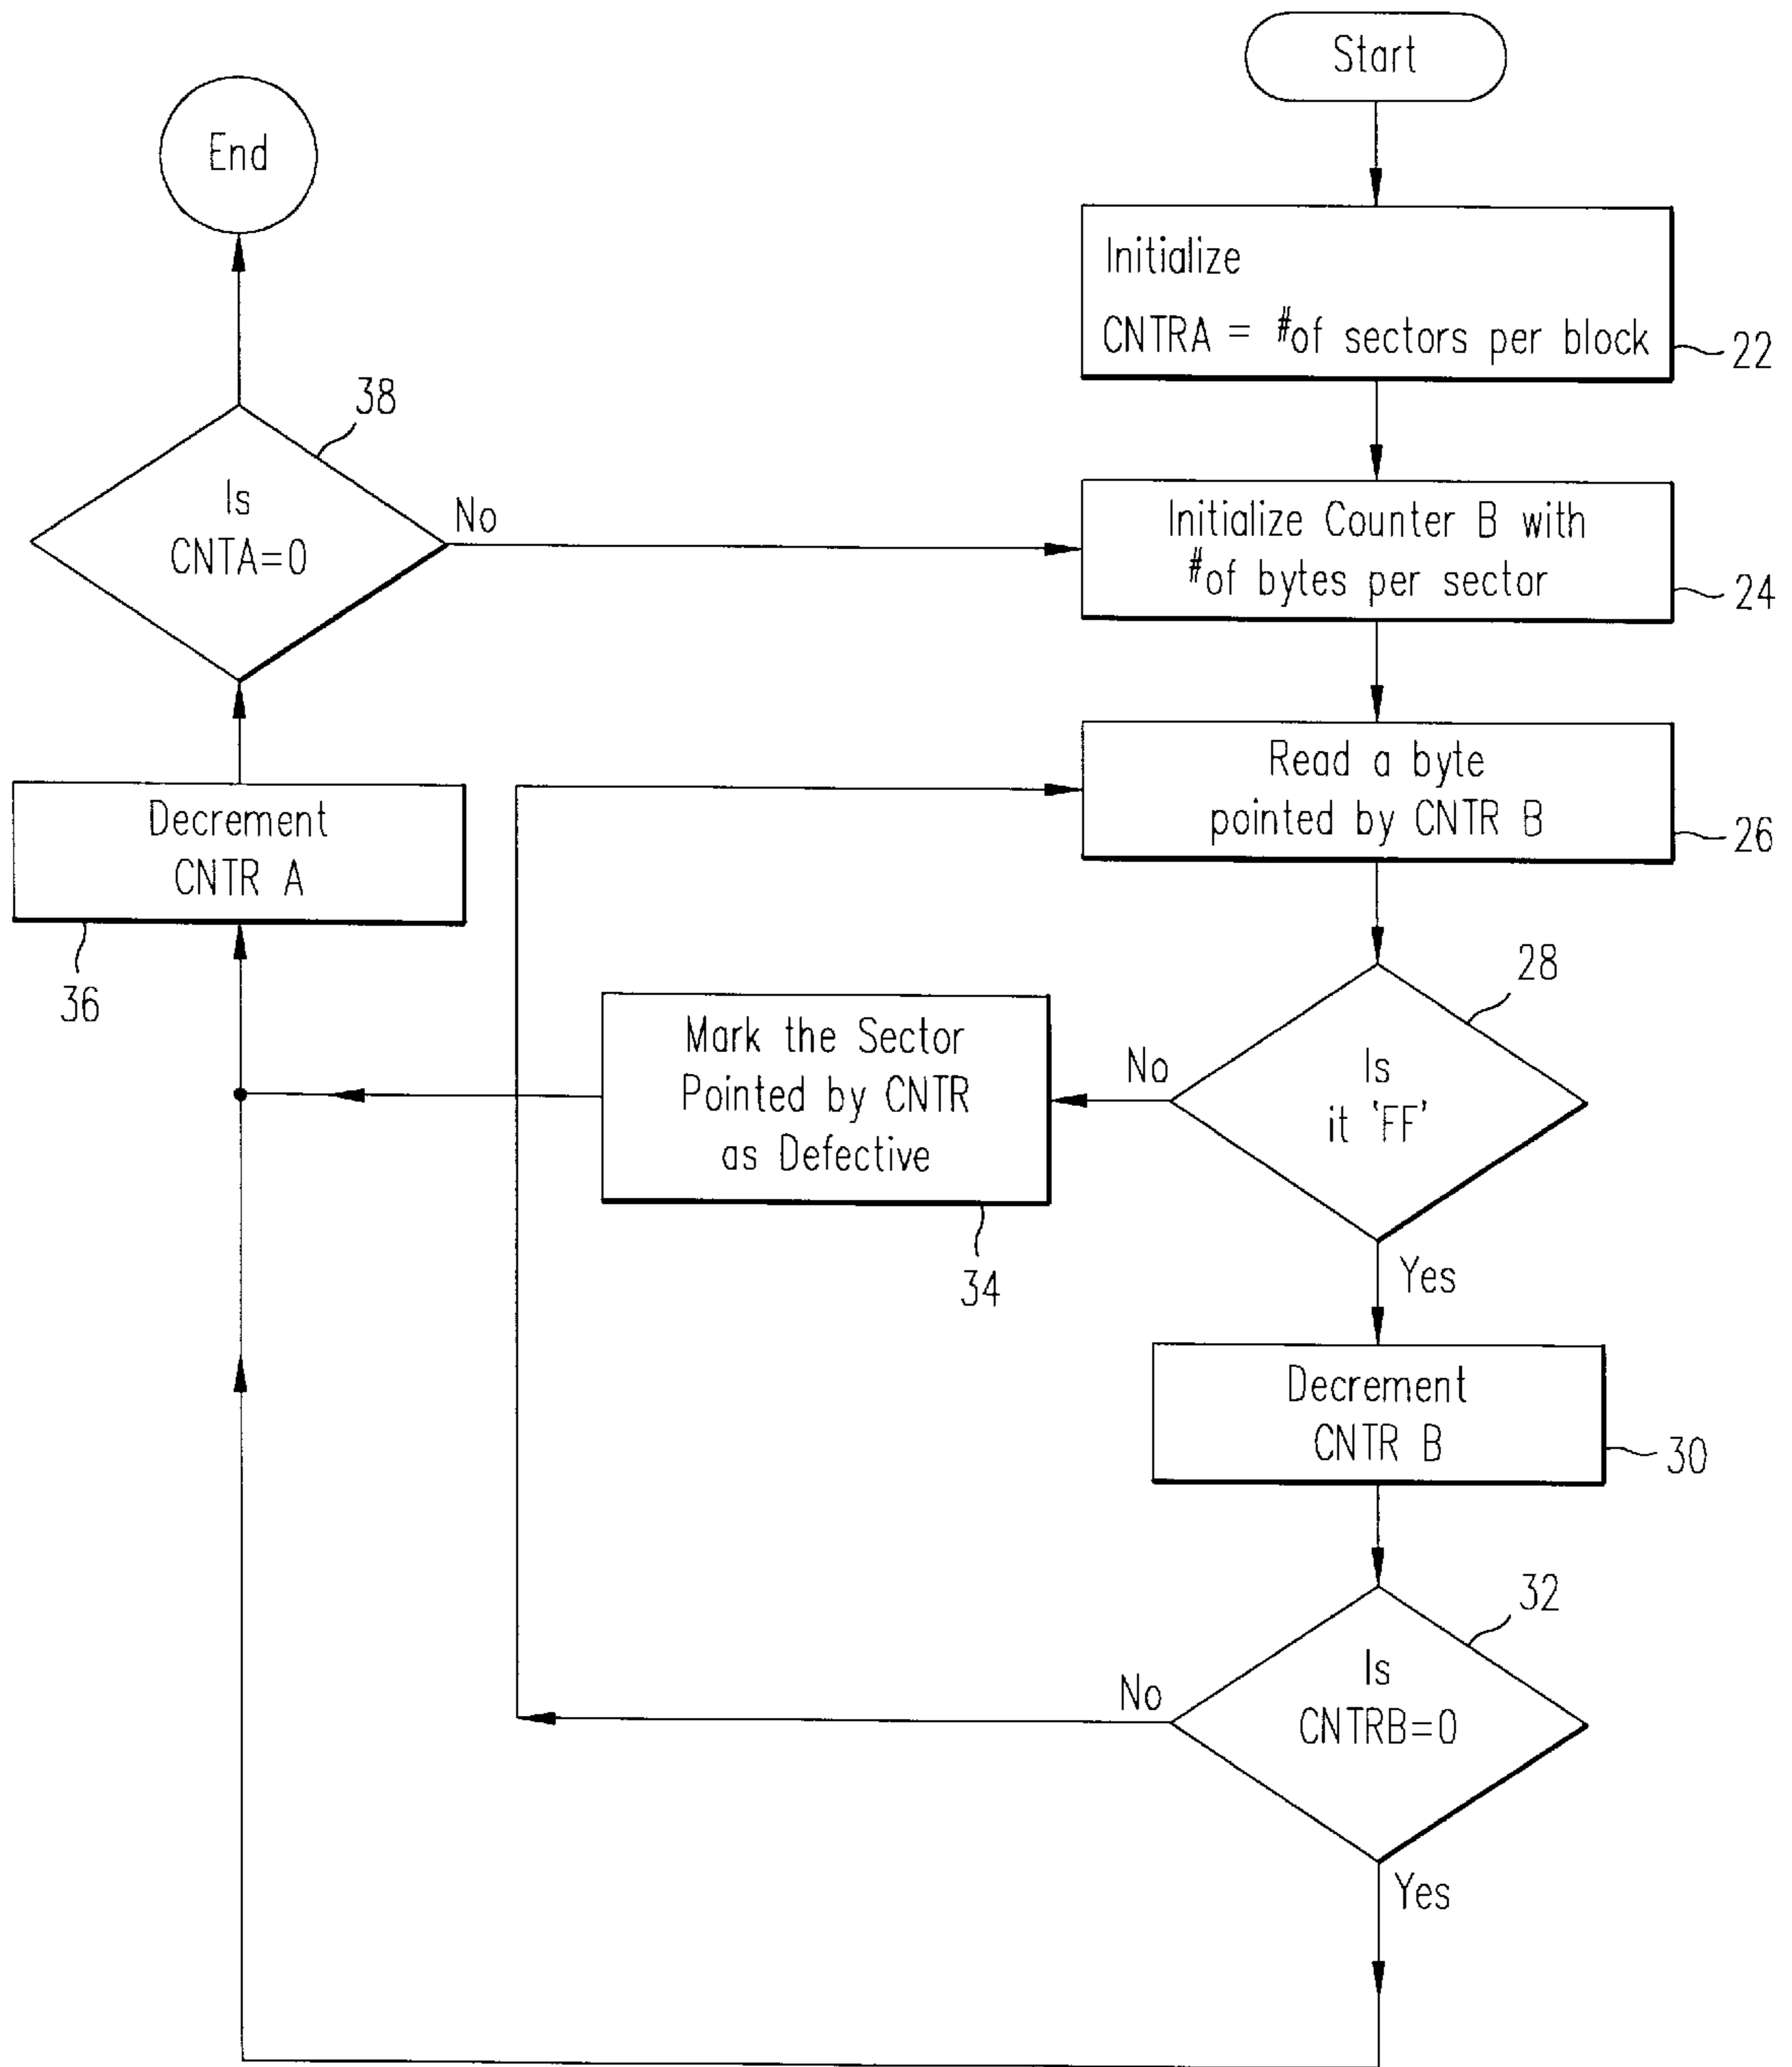 Start
End
Initialize
CNTRA = # of sectors per block
22
38
Is
CNTA=0
No
Initialize Counter B with
# of bytes per sector
24
Read a byte
pointed by CNTR B
26
Decrement
CNTR A
36
28
Is
it 'FF'
No
Mark the Sector
Pointed by CNTR
as Defective
34
Yes
Decrement
CNTR B
30
32
Is
CNTRB=0
No
Yes